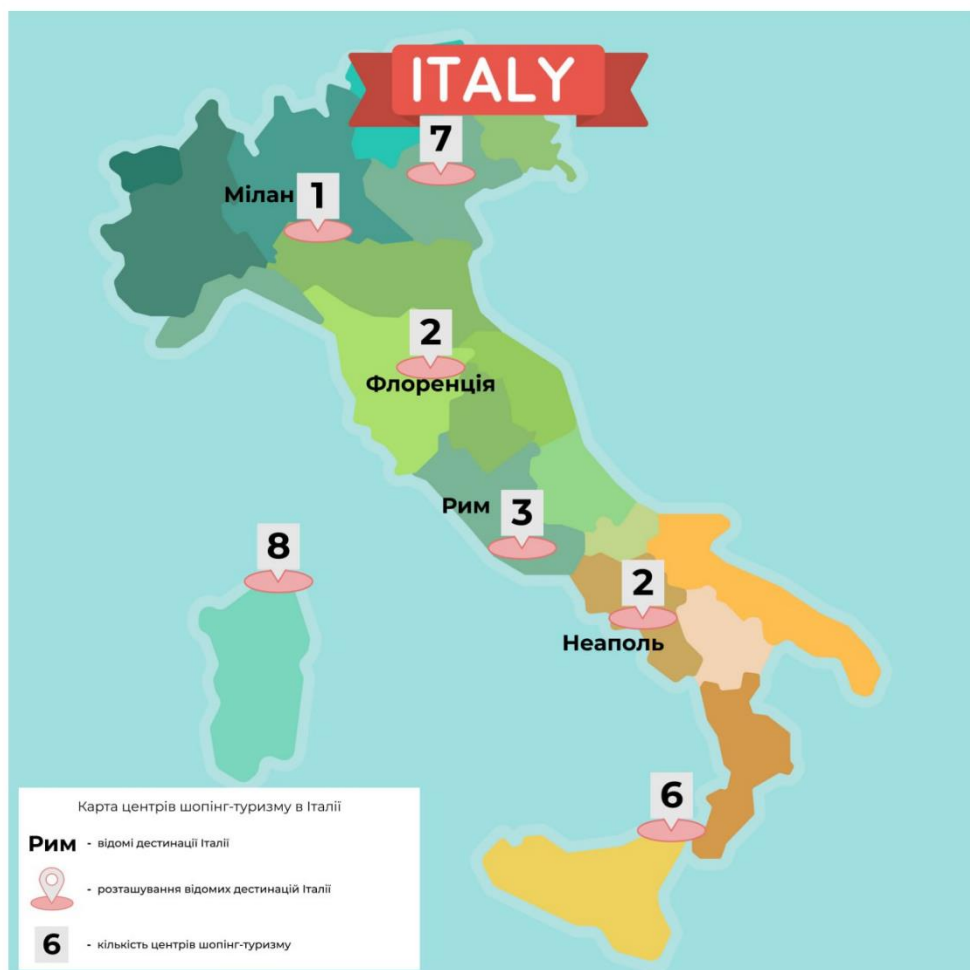 ITALY
7
Мілан
1
2
Флоренція
Рим
3
8
2
Неаполь
6
Карта центрів шопінг-туризму в Італії
Рим - відомі дестинації Італії
- розташування відомих дестинацій Італії
6 - кількість центрів шопінг-туризму